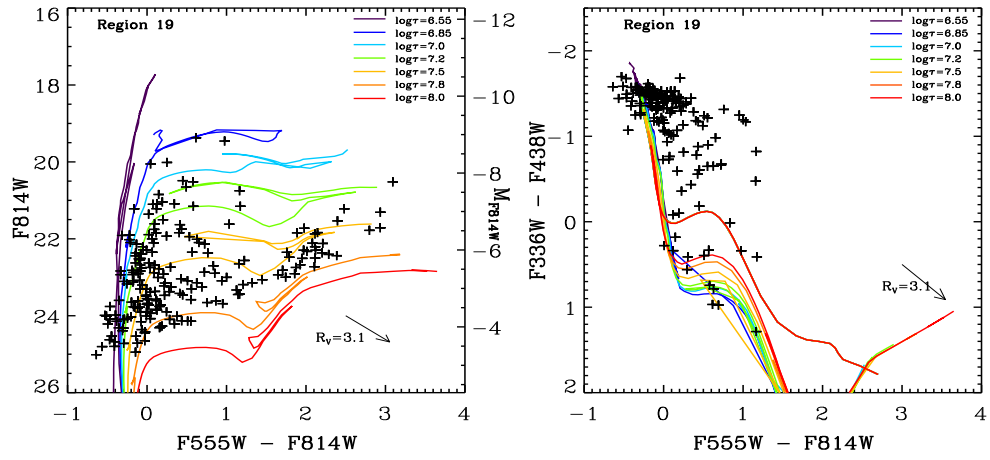 Region 19
logτ=6.55
logτ=6.85
logτ=7.0
logτ=7.2
logτ=7.5
logτ=7.8
logτ=8.0
16
18
20
22
24
26
F814W
−12
−10
−8
−6
−4
M_F814W
R_V=3.1
−1 0 1 2 3 4
F555W − F814W
Region 19
logτ=6.55
logτ=6.85
logτ=7.0
logτ=7.2
logτ=7.5
logτ=7.8
logτ=8.0
−2
−1
0
1
2
F336W − F438W
R_V=3.1
−1 0 1 2 3 4
F555W − F814W